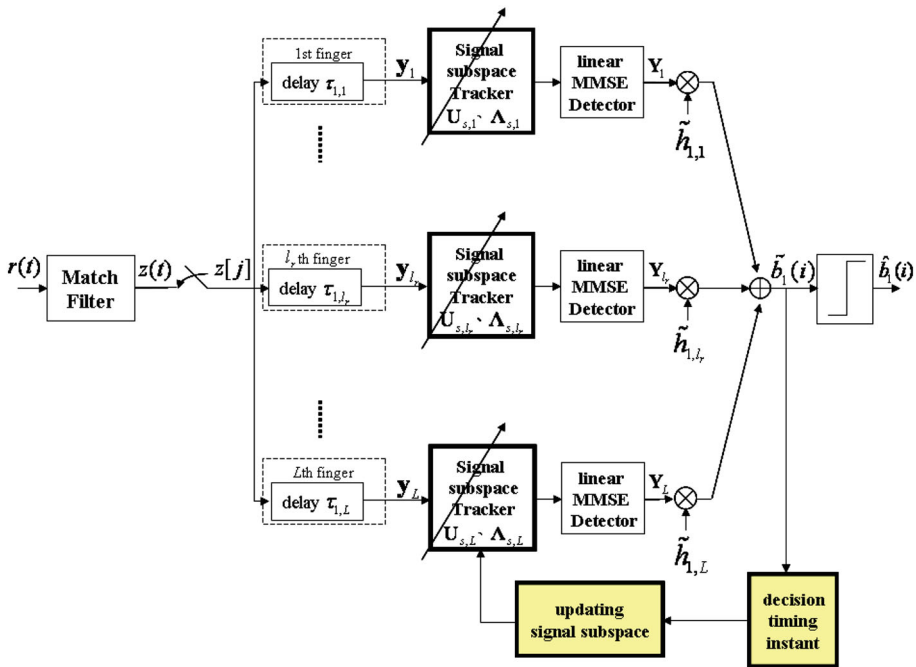 r(t)
Match
Filter
z(t)
z[j]
1st finger
delay τ1,1
y1
Signal
subspace
Tracker
Us,1、Λs,1
linear
MMSE
Detector
Y1
h̃1,1
lr th finger
delay τ1,lr
ylr
Signal
subspace
Tracker
Us,lr、Λs,lr
linear
MMSE
Detector
Ylr
h̃1,lr
b̃1(i)
b̂1(i)
Lth finger
delay τ1,L
yL
Signal
subspace
Tracker
Us,L、Λs,L
linear
MMSE
Detector
YL
h̃1,L
updating
signal subspace
decision
timing
instant